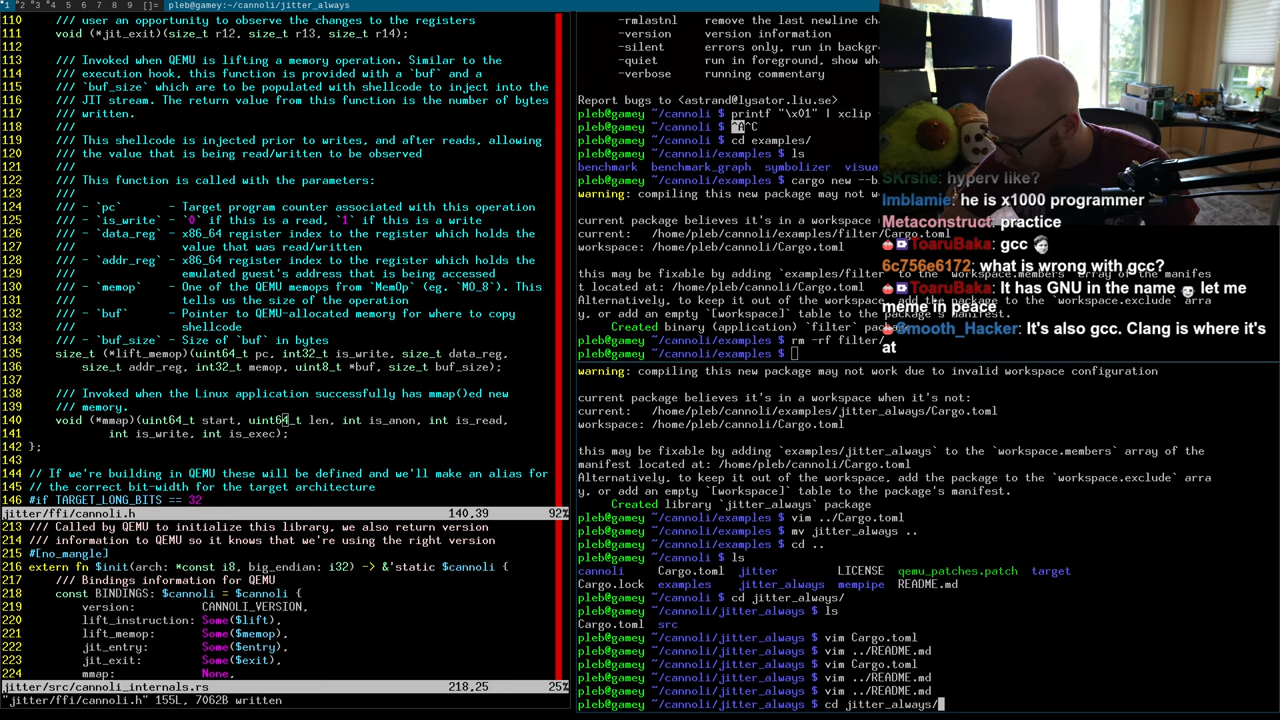 1 2 3 4 5 6 7 8 9 []= pleb@gamey:~/cannoli/jitter_always
110 /// user an opportunity to observe the changes to the registers
111 void (*jit_exit)(size_t r12, size_t r13, size_t r14);
112
113 /// Invoked when QEMU is lifting a memory operation. Similar to the
114 /// execution hook, this function is provided with a `buf` and a
115 /// `buf_size` which are to be populated with shellcode to inject into the
116 /// JIT stream. The return value from this function is the number of bytes
117 /// written.
118 ///
119 /// This shellcode is injected prior to writes, and after reads, allowing
120 /// the value that is being read/written to be observed
121 ///
122 /// This function is called with the parameters:
123 ///
124 /// - `pc` - Target program counter associated with this operation
125 /// - `is_write` - `0` if this is a read, `1` if this is a write
126 /// - `data_reg` - x86_64 register index to the register which holds the
127 /// value that was read/written
128 /// - `addr_reg` - x86_64 register index to the register which holds the
129 /// emulated guest's address that is being accessed
130 /// - `memop` - One of the QEMU memops from `MemOp` (eg. `MO_8`). This
131 /// tells us the size of the operation
132 /// - `buf` - Pointer to QEMU-allocated memory for where to copy
133 /// shellcode
134 /// - `buf_size` - Size of `buf` in bytes
135 size_t (*lift_memop)(uint64_t pc, int32_t is_write, size_t data_reg,
136 size_t addr_reg, int32_t memop, uint8_t *buf, size_t buf_size);
137
138 /// Invoked when the Linux application successfully has mmap()ed new
139 /// memory.
140 void (*mmap)(uint64_t start, uint64_t len, int is_anon, int is_read,
141 int is_write, int is_exec);
142 };
143
144 // If we're building in QEMU these will be defined and we'll make an alias for
145 // the correct bit-width for the target architecture
146 #if TARGET_LONG_BITS == 32
jitter/ffi/cannoli.h 140,39 92%
213 /// Called by QEMU to initialize this library, we also return version
214 /// information to QEMU so it knows that we're using the right version
215 #[no_mangle]
216 extern fn $init(arch: *const i8, big_endian: i32) -> &'static $cannoli {
217 /// Bindings information for QEMU
218 const BINDINGS: $cannoli = $cannoli {
219 version: CANNOLI_VERSION,
220 lift_instruction: Some($lift),
221 lift_memop: Some($memop),
222 jit_entry: Some($entry),
223 jit_exit: Some($exit),
224 mmap: None,
jitter/src/cannoli_internals.rs 218,25 25%
"jitter/ffi/cannoli.h" 155L, 7062B written
-rmlastnl remove the last newline cha
-version version information
-silent errors only, run in backgr
-quiet run in foreground, show wha
-verbose running commentary
Report bugs to <astrand@lysator.liu.se>
pleb@gamey ~/cannoli $ printf "\x01" | xclip
pleb@gamey ~/cannoli $ ^A^C
pleb@gamey ~/cannoli $ cd examples/
pleb@gamey ~/cannoli/examples $ ls
benchmark benchmark_graph symbolizer visua
pleb@gamey ~/cannoli/examples $ cargo new --b
warning: compiling this new package may not w
current package believes it's in a workspace
current: /home/pleb/cannoli/examples/filter/Cargo.toml
workspace: /home/pleb/cannoli/Cargo.toml
this may be fixable by adding `examples/filter` to the `workspace.members` array of the manifes
t located at: /home/pleb/cannoli/Cargo.toml
Alternatively, to keep it out of the workspace, add the package to the `workspace.exclude` arra
y, or add an empty `[workspace]` table to the package's manifest.
Created binary (application) `filter` package
pleb@gamey ~/cannoli/examples $ rm -rf filter/
pleb@gamey ~/cannoli/examples $
SKrshe: hyperv like?
Imblamie: he is x1000 programmer
Metaconstruct: practice
ToaruBaka: gcc
6c756e6172: what is wrong with gcc?
ToaruBaka: It has GNU in the name let me
meme in peace
Smooth_Hacker: It's also gcc. Clang is where it's
at
warning: compiling this new package may not work due to invalid workspace configuration
current package believes it's in a workspace when it's not:
current: /home/pleb/cannoli/examples/jitter_always/Cargo.toml
workspace: /home/pleb/cannoli/Cargo.toml
this may be fixable by adding `examples/jitter_always` to the `workspace.members` array of the
manifest located at: /home/pleb/cannoli/Cargo.toml
Alternatively, to keep it out of the workspace, add the package to the `workspace.exclude` arra
y, or add an empty `[workspace]` table to the package's manifest.
Created library `jitter_always` package
pleb@gamey ~/cannoli/examples $ vim ../Cargo.toml
pleb@gamey ~/cannoli/examples $ mv jitter_always ..
pleb@gamey ~/cannoli/examples $ cd ..
pleb@gamey ~/cannoli $ ls
cannoli Cargo.toml jitter LICENSE qemu_patches.patch target
Cargo.lock examples jitter_always mempipe README.md
pleb@gamey ~/cannoli $ cd jitter_always/
pleb@gamey ~/cannoli/jitter_always $ ls
Cargo.toml src
pleb@gamey ~/cannoli/jitter_always $ vim Cargo.toml
pleb@gamey ~/cannoli/jitter_always $ vim ../README.md
pleb@gamey ~/cannoli/jitter_always $ vim Cargo.toml
pleb@gamey ~/cannoli/jitter_always $ vim ../README.md
pleb@gamey ~/cannoli/jitter_always $ vim ../README.md
pleb@gamey ~/cannoli/jitter_always $ cd jitter_always/